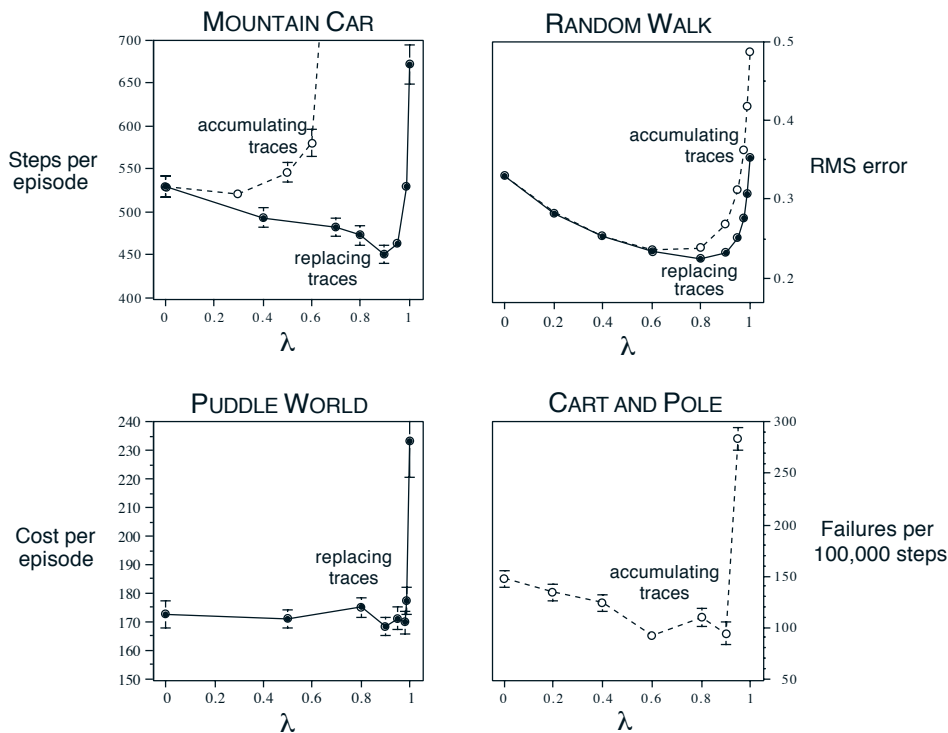 MOUNTAIN CAR
700
650
600
550
500
450
400
Steps per
episode
accumulating
traces
replacing
traces
0 0.2 0.4 0.6 0.8 1
λ
RANDOM WALK
0.5
0.4
0.3
0.2
accumulating
traces
RMS error
replacing
traces
0 0.2 0.4 0.6 0.8 1
λ
PUDDLE WORLD
240
230
220
210
200
190
180
170
160
150
Cost per
episode
replacing
traces
0 0.2 0.4 0.6 0.8 1
λ
CART AND POLE
300
250
200
150
100
50
Failures per
100,000 steps
accumulating
traces
0 0.2 0.4 0.6 0.8 1
λ